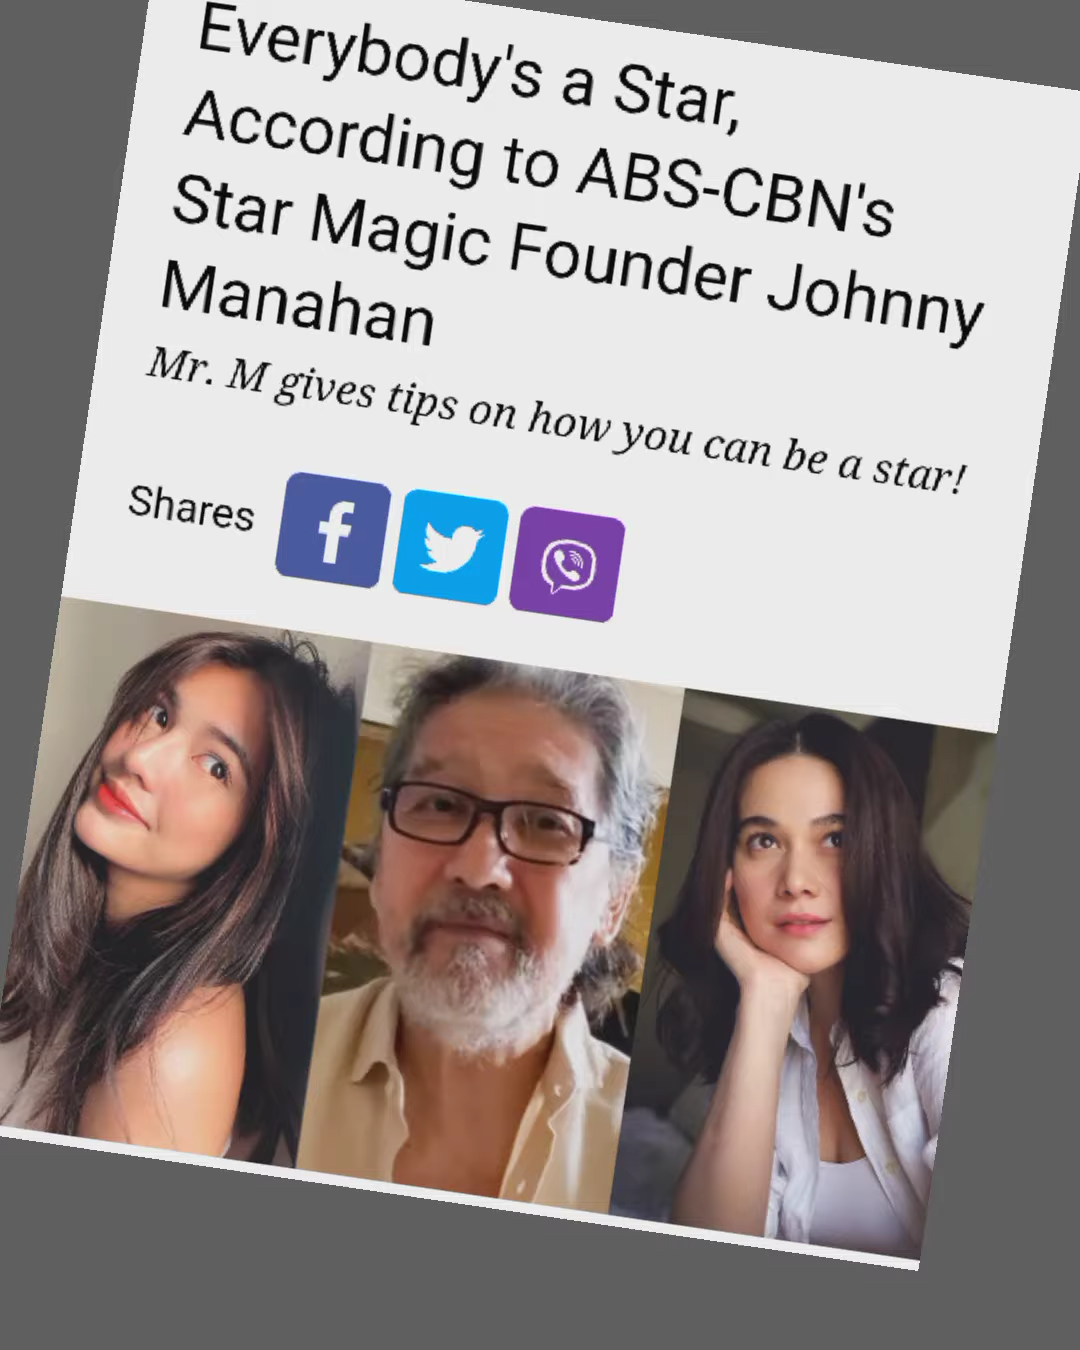 Everybody's a Star,
According to ABS-CBN's
Star Magic Founder Johnny
Manahan
Mr. M gives tips on how you can be a star!
Shares